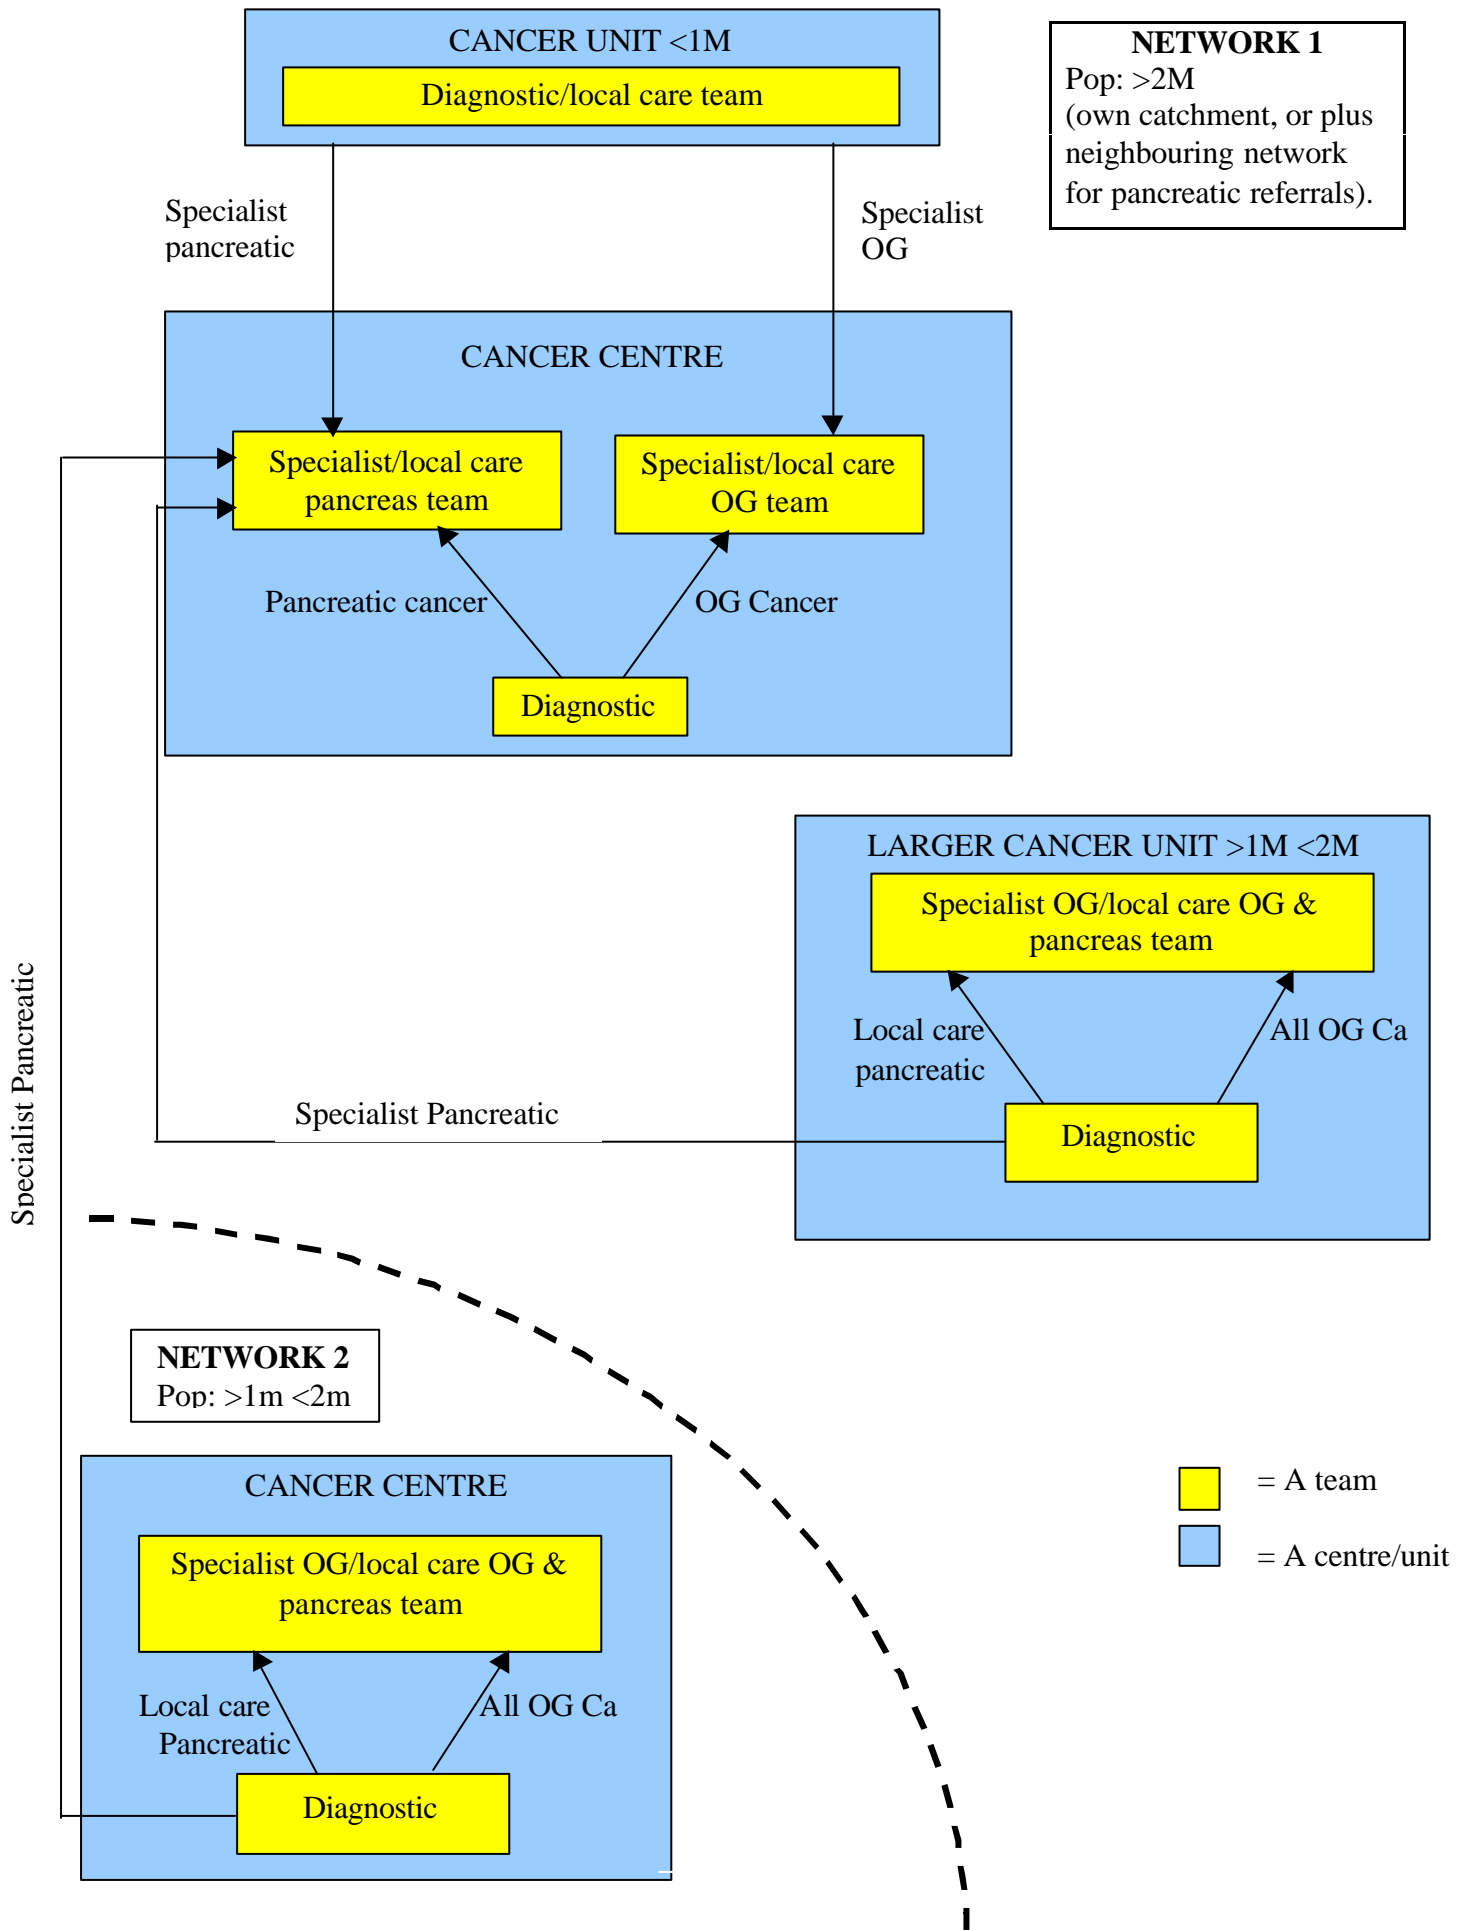 CANCER UNIT <1M
Diagnostic/local care team
NETWORK 1
Pop: >2M
(own catchment, or plus
neighbouring network
for pancreatic referrals).
Specialist
pancreatic
Specialist
OG
CANCER CENTRE
Specialist/local care
pancreas team
Specialist/local care
OG team
Pancreatic cancer
OG Cancer
Diagnostic
LARGER CANCER UNIT >1M <2M
Specialist OG/local care OG &
pancreas team
Local care
pancreatic
All OG Ca
Diagnostic
Specialist Pancreatic
Specialist Pancreatic
NETWORK 2
Pop: >1m <2m
CANCER CENTRE
Specialist OG/local care OG &
pancreas team
Local care
Pancreatic
All OG Ca
Diagnostic
= A team
= A centre/unit